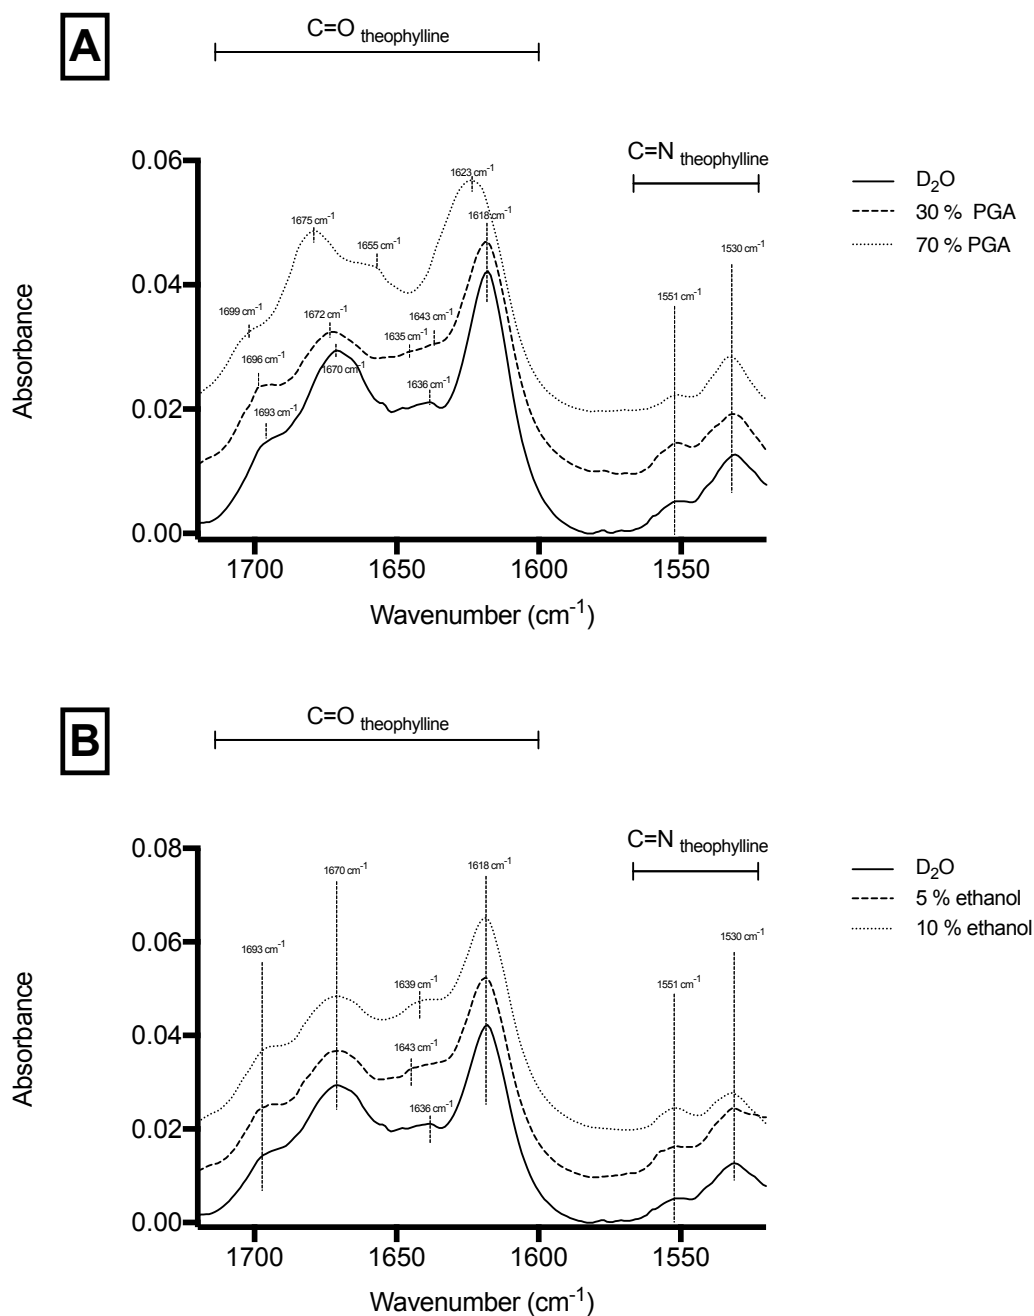 A
C=O theophylline
C=N theophylline
D₂O
30 % PGA
70 % PGA
1623 cm⁻¹
1618 cm⁻¹
1675 cm⁻¹
1655 cm⁻¹
1530 cm⁻¹
1551 cm⁻¹
1699 cm⁻¹
1672 cm⁻¹
1643 cm⁻¹
1635 cm⁻¹
1696 cm⁻¹
1670 cm⁻¹
1636 cm⁻¹
1693 cm⁻¹
0.06
0.04
0.02
0.00
Absorbance
1700
1650
1600
1550
Wavenumber (cm⁻¹)
B
C=O theophylline
C=N theophylline
D₂O
5 % ethanol
10 % ethanol
1670 cm⁻¹
1618 cm⁻¹
1530 cm⁻¹
1693 cm⁻¹
1639 cm⁻¹
1551 cm⁻¹
1643 cm⁻¹
1636 cm⁻¹
0.08
0.06
0.04
0.02
0.00
Absorbance
1700
1650
1600
1550
Wavenumber (cm⁻¹)